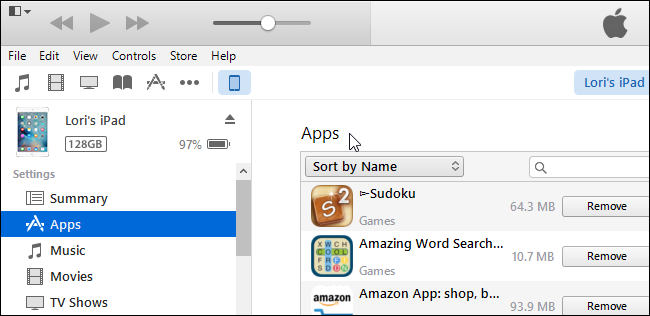 File Edit View Controls Store Help
Lori's iPad
Lori's iPad
128GB 97%
Settings
Summary
Apps
Music
Movies
TV Shows
Apps
Sort by Name
▻Sudoku
Games
64.3 MB Remove
Amazing Word Search...
Games
10.7 MB Remove
amazon
Amazon App: shop, b...
93.9 MB Remove